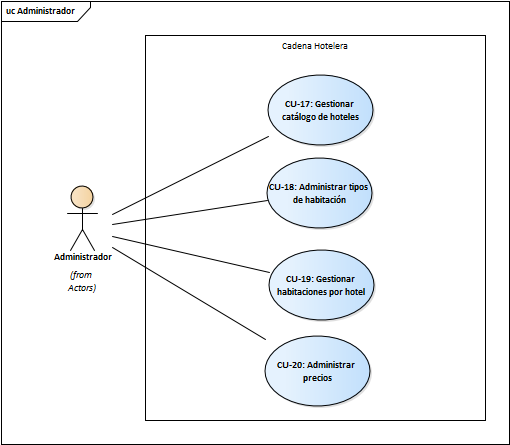 uc Administrador
Cadena Hotelera
CU-17: Gestionar
catálogo de hoteles
CU-18: Administrar tipos
de habitación
Administrador
(from
Actors)
CU-19: Gestionar
habitaciones por hotel
CU-20: Administrar
precios